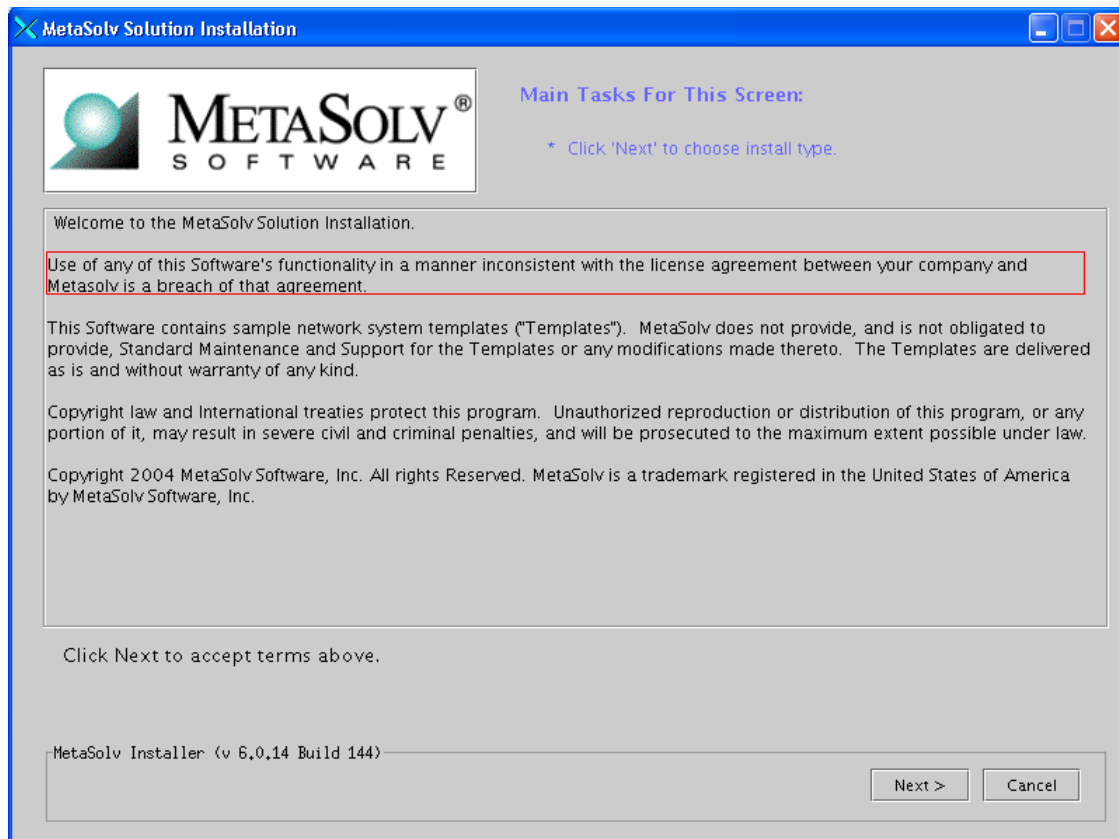 MetaSolv Solution Installation
METASOLV®
SOFTWARE
Main Tasks For This Screen:
* Click 'Next' to choose install type.
Welcome to the MetaSolv Solution Installation.
Use of any of this Software's functionality in a manner inconsistent with the license agreement between your company and
Metasolv is a breach of that agreement.
This Software contains sample network system templates ("Templates"). MetaSolv does not provide, and is not obligated to
provide, Standard Maintenance and Support for the Templates or any modifications made thereto. The Templates are delivered
as is and without warranty of any kind.
Copyright law and International treaties protect this program. Unauthorized reproduction or distribution of this program, or any
portion of it, may result in severe civil and criminal penalties, and will be prosecuted to the maximum extent possible under law.
Copyright 2004 MetaSolv Software, Inc. All rights Reserved. MetaSolv is a trademark registered in the United States of America
by MetaSolv Software, Inc.
Click Next to accept terms above.
MetaSolv Installer (v 6.0.14 Build 144)
Next >
Cancel